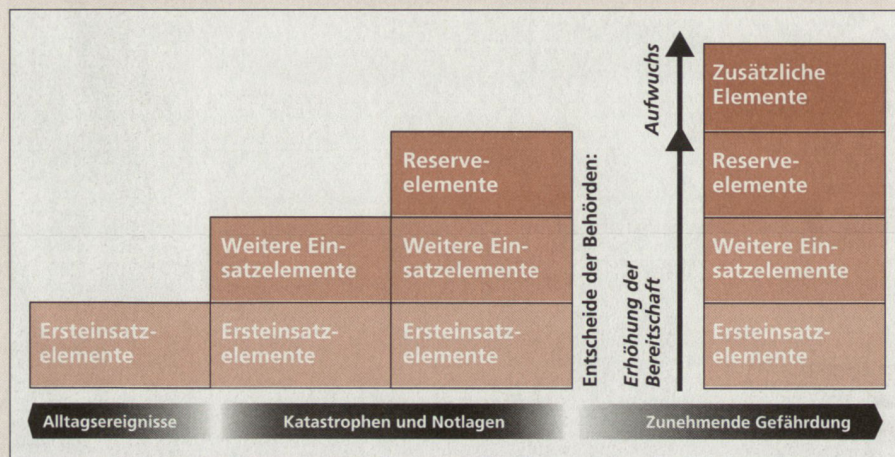 Ersteinsatz-
elemente
Weitere Ein-
satzelemente
Ersteinsatz-
elemente
Reserve-
elemente
Weitere Ein-
satzelemente
Ersteinsatz-
elemente
Entscheide der Behörden:
Erhöhung der
Bereitschaft
Aufwuchs
Zusätzliche
Elemente
Reserve-
elemente
Weitere Ein-
satzelemente
Ersteinsatz-
elemente
Alltagsereignisse
Katastrophen und Notlagen
Zunehmende Gefährdung